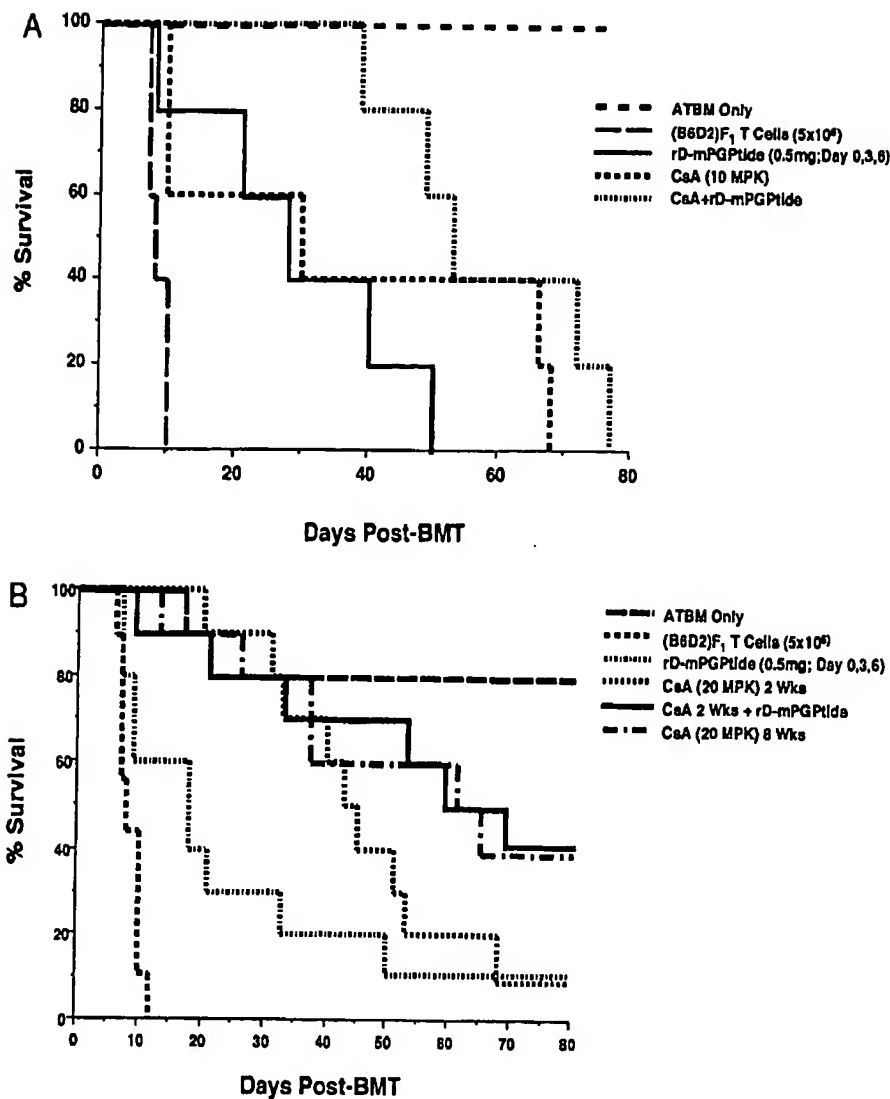 A
% Survival
100
80
60
40
20
0
0 20 40 60 80
Days Post-BMT
ATBM Only
(B6D2)F₁ T Cells (5x10⁶)
rD-mPGPtide (0.5mg;Day 0,3,6)
CsA (10 MPK)
CsA+rD-mPGPtide
B
% Survival
100
80
60
40
20
0
0 10 20 30 40 50 60 70 80
Days Post-BMT
ATBM Only
(B6D2)F₁ T Cells (5x10⁶)
rD-mPGPtide (0.5mg; Day 0,3,6)
CsA (20 MPK) 2 Wks
CsA 2 Wks + rD-mPGPtide
CsA (20 MPK) 8 Wks